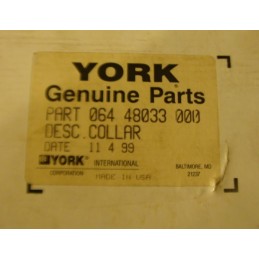 YORK
Genuine Parts
PART 064 48033 000
DESC. COLLAR
DATE 11 4 99
YORK INTERNATIONAL BALTIMORE, MD
CORPORATION MADE IN USA 21237